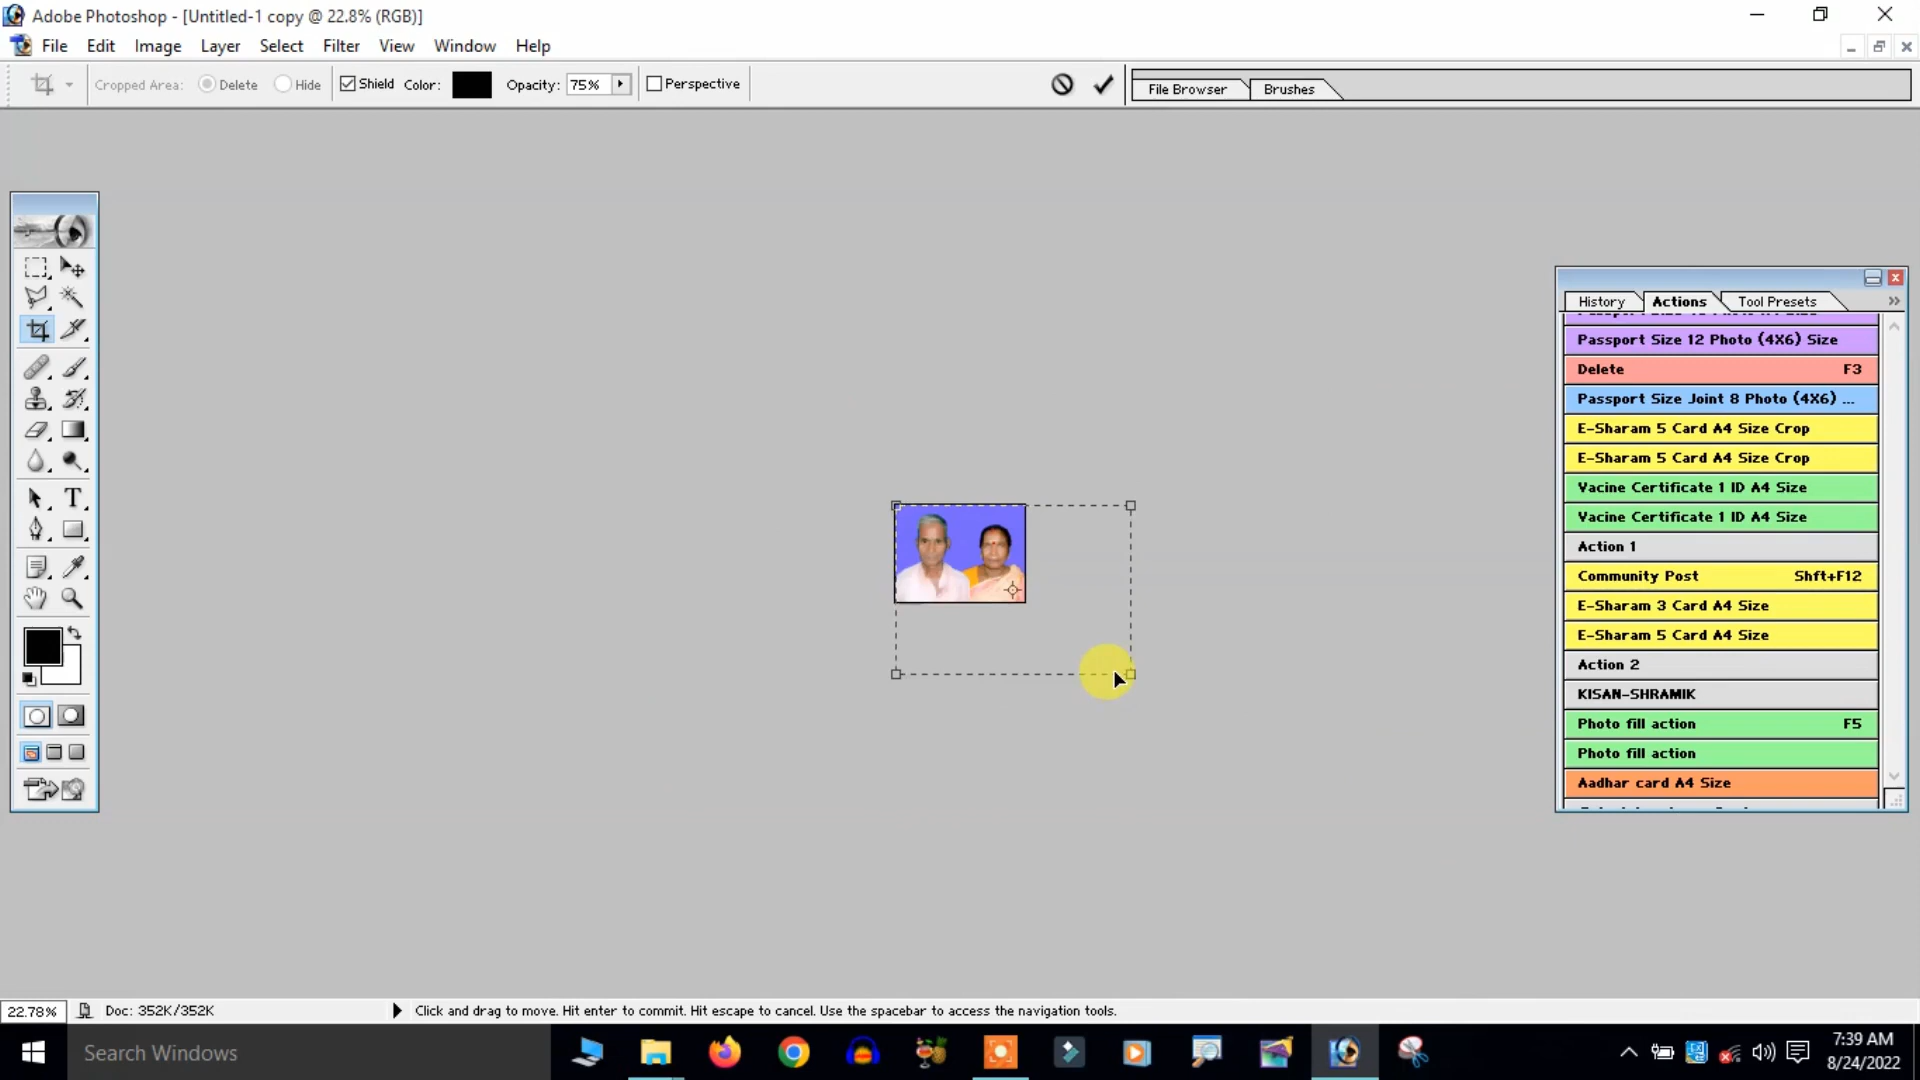 Adobe Photoshop - [Untitled-1 copy @ 22.8% (RGB)]
File Edit Image Layer Select Filter View Window Help
Cropped Area: Delete Hide Shield Color: Opacity: 75% Perspective File Browser Brushes
History Actions Tool Presets
Passport Size 12 Photo (4X6) Size
Delete F3
Passport Size Joint 8 Photo (4X6) ...
E-Sharam 5 Card A4 Size Crop
E-Sharam 5 Card A4 Size Crop
Vacine Certificate 1 ID A4 Size
Vacine Certificate 1 ID A4 Size
Action 1
Community Post Shft+F12
E-Sharam 3 Card A4 Size
E-Sharam 5 Card A4 Size
Action 2
KISAN-SHRAMIK
Photo fill action F5
Photo fill action
Aadhar card A4 Size
22.78% Doc: 352K/352K Click and drag to move. Hit enter to commit. Hit escape to cancel. Use the spacebar to access the navigation tools.
Search Windows
7:39 AM
8/24/2022